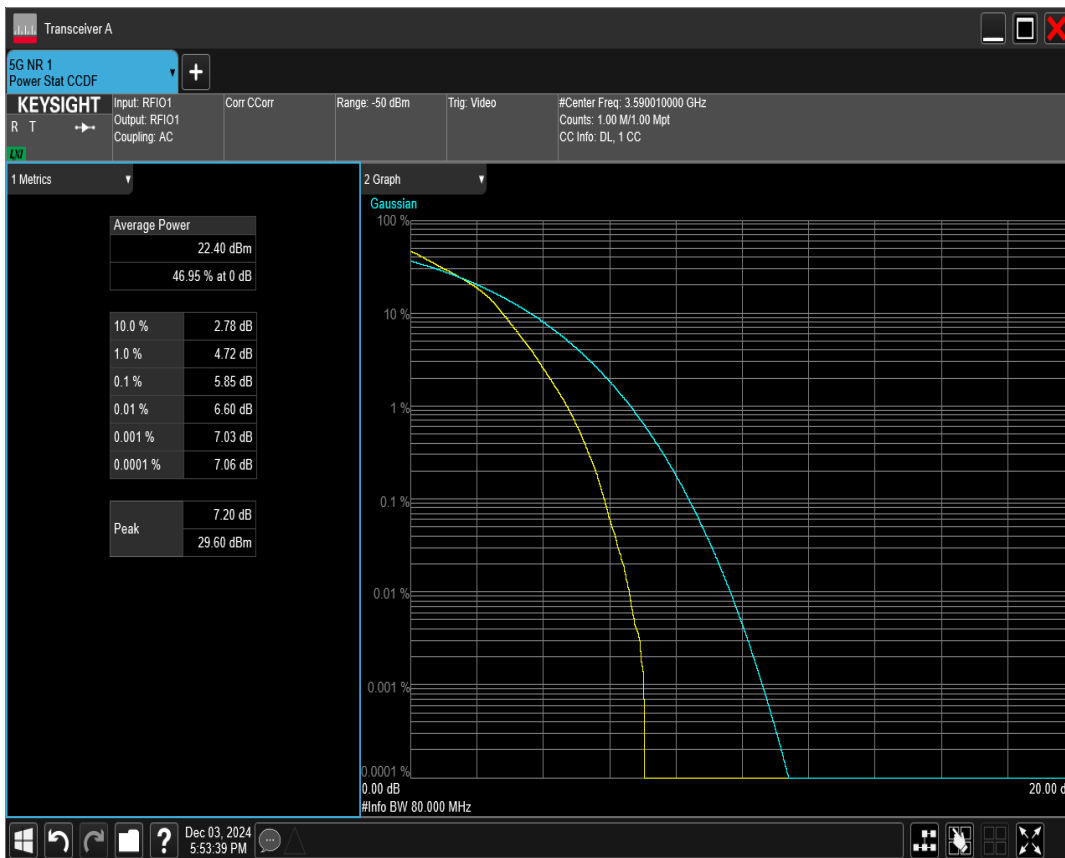 Transceiver A
5G NR 1
Power Stat CCDF
KEYSIGHT
R T
LXI
Input: RFIO1
Output: RFIO1
Coupling: AC
Corr CCorr
Range: -50 dBm
Trig: Video
#Center Freq: 3.590010000 GHz
Counts: 1.00 M/1.00 Mpt
CC Info: DL, 1 CC
1 Metrics
Average Power
22.40 dBm
46.95 % at 0 dB
10.0 % 2.78 dB
1.0 % 4.72 dB
0.1 % 5.85 dB
0.01 % 6.60 dB
0.001 % 7.03 dB
0.0001 % 7.06 dB
Peak 7.20 dB
29.60 dBm
2 Graph
Gaussian
100 %
10 %
1 %
0.1 %
0.01 %
0.001 %
0.0001 %
0.00 dB 20.00 d
#Info BW 80.000 MHz
?
Dec 03, 2024
5:53:39 PM